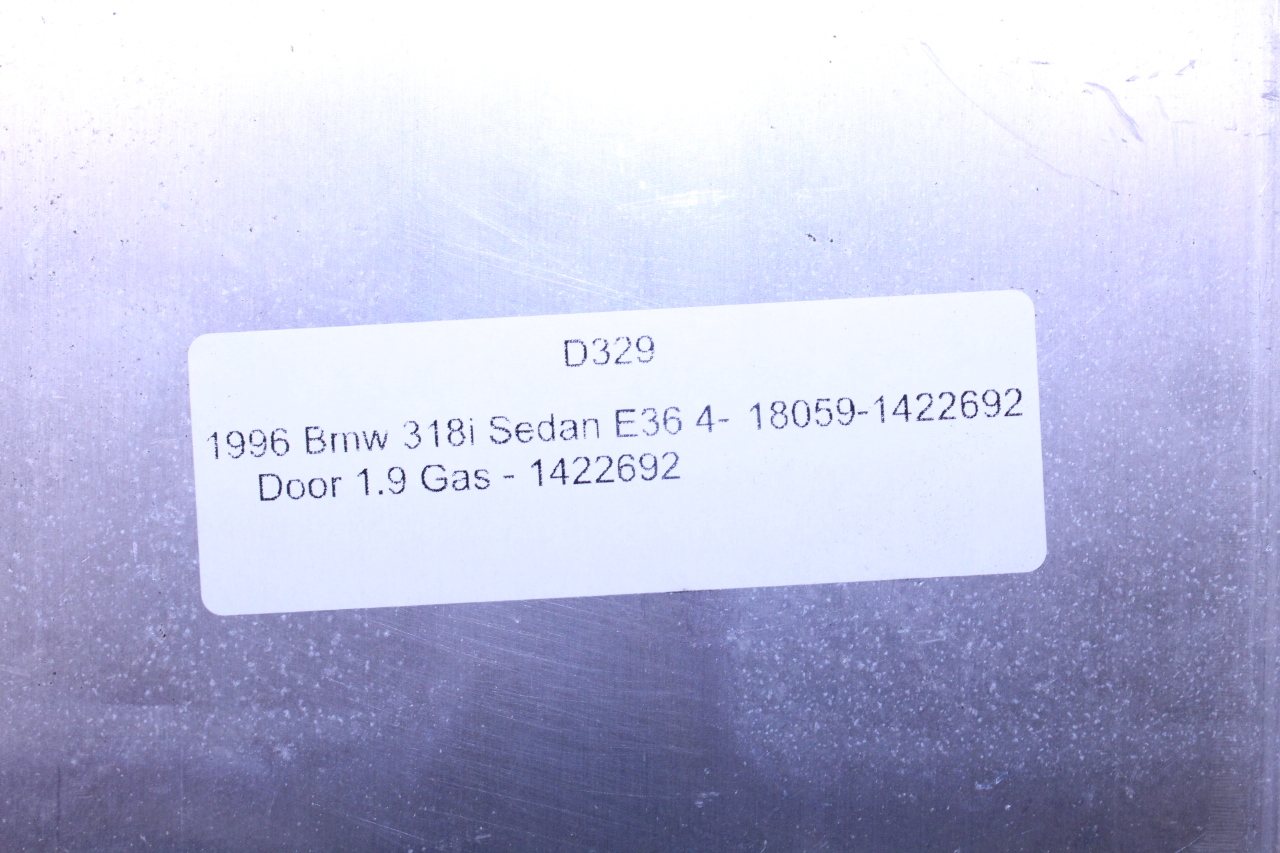 D329
1996 Bmw 318i Sedan E36 4- 18059-1422692
Door 1.9 Gas - 1422692